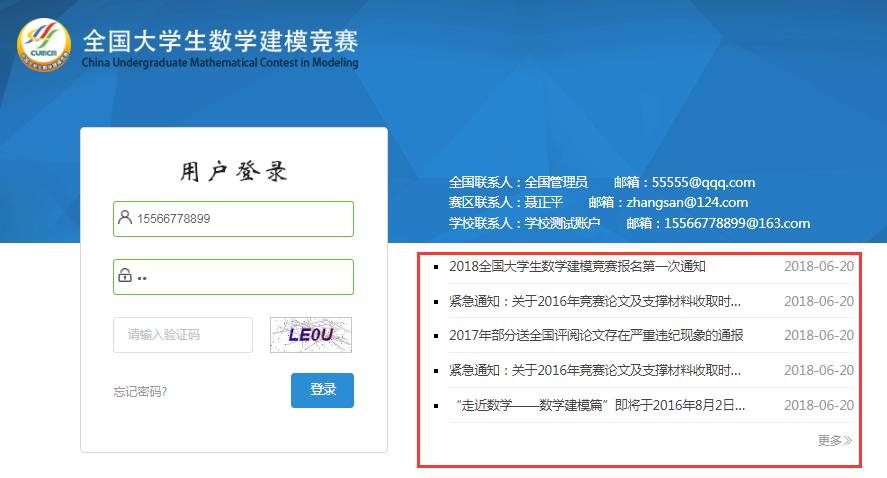 CUMCM
全国大学生数学建模竞赛
China Undergraduate Mathematical Contest in Modeling
用户登录
15566778899
请输入验证码
LE0U
忘记密码?
登录
全国联系人：全国管理员 邮箱：55555@qqq.com
赛区联系人：聂正平 邮箱：zhangsan@124.com
学校联系人：学校测试账户 邮箱：15566778899@163.com
2018全国大学生数学建模竞赛报名第一次通知 2018-06-20
紧急通知：关于2016年竞赛论文及支撑材料收取时... 2018-06-20
2017年部分送全国评阅论文存在严重违纪现象的通报 2018-06-20
紧急通知：关于2016年竞赛论文及支撑材料收取时... 2018-06-20
“走近数学——数学建模篇”即将于2016年8月2日... 2018-06-20
更多》